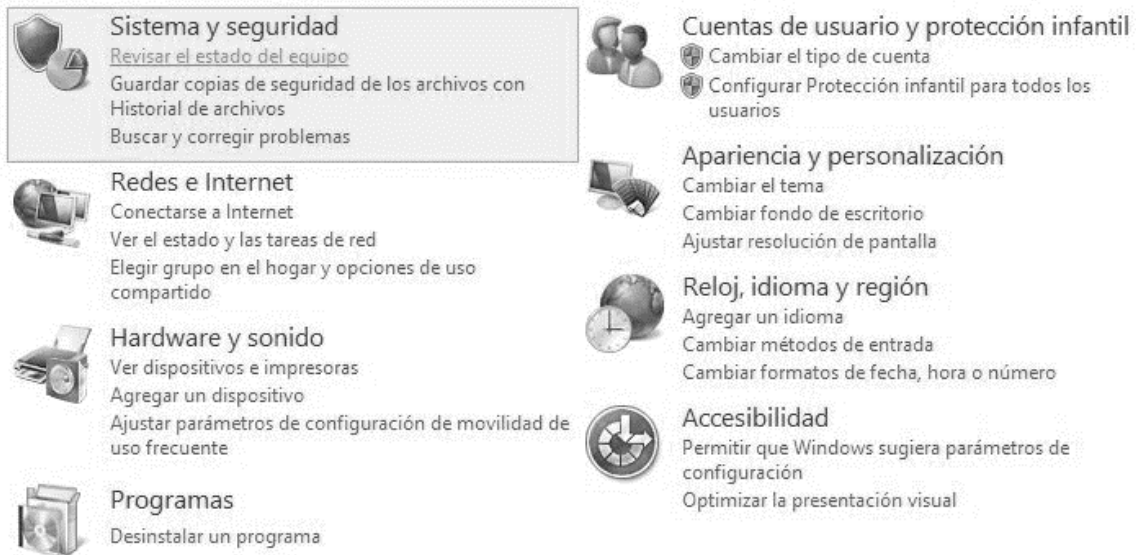 Sistema y seguridad
Revisar el estado del equipo
Guardar copias de seguridad de los archivos con
Historial de archivos
Buscar y corregir problemas
Redes e Internet
Conectarse a Internet
Ver el estado y las tareas de red
Elegir grupo en el hogar y opciones de uso
compartido
Hardware y sonido
Ver dispositivos e impresoras
Agregar un dispositivo
Ajustar parámetros de configuración de movilidad de
uso frecuente
Programas
Desinstalar un programa
Cuentas de usuario y protección infantil
Cambiar el tipo de cuenta
Configurar Protección infantil para todos los
usuarios
Apariencia y personalización
Cambiar el tema
Cambiar fondo de escritorio
Ajustar resolución de pantalla
Reloj, idioma y región
Agregar un idioma
Cambiar métodos de entrada
Cambiar formatos de fecha, hora o número
Accesibilidad
Permitir que Windows sugiera parámetros de
configuración
Optimizar la presentación visual